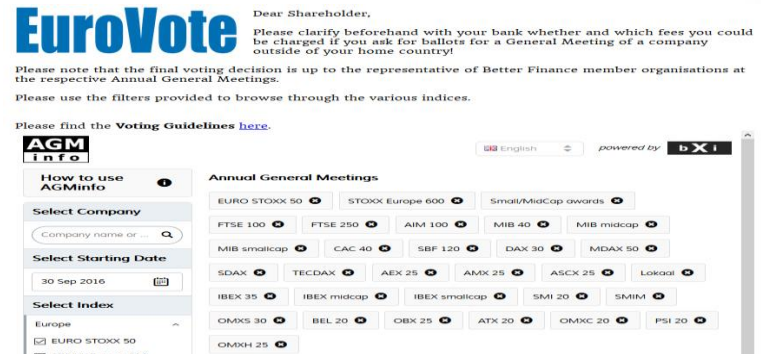 EuroVote
Dear Shareholder,
Please clarify beforehand with your bank whether and which fees you could
be charged if you ask for ballots for a General Meeting of a company
outside of your home country!
Please note that the final voting decision is up to the representative of Better Finance member organisations at
the respective Annual General Meetings.
Please use the filters provided to browse through the various indices.
Please find the Voting Guidelines here.
AGM
info
English
powered by bXi
How to use
AGMinfo
Select Company
Company name or ...
Select Starting Date
30 Sep 2016
Select Index
Europe
EURO STOXX 50
Annual General Meetings
EURO STOXX 50 STOXX Europe 600 Small/MidCap awards
FTSE 100 FTSE 250 AIM 100 MIB 40 MIB midcap
MIB smallcap CAC 40 SBF 120 DAX 30 MDAX 50
SDAX TECDAX AEX 25 AMX 25 ASCX 25 Lokaal
IBEX 35 IBEX midcap IBEX smallcap SMI 20 SMIM
OMXS 30 BEL 20 OBX 25 ATX 20 OMXC 20 PSI 20
OMXH 25